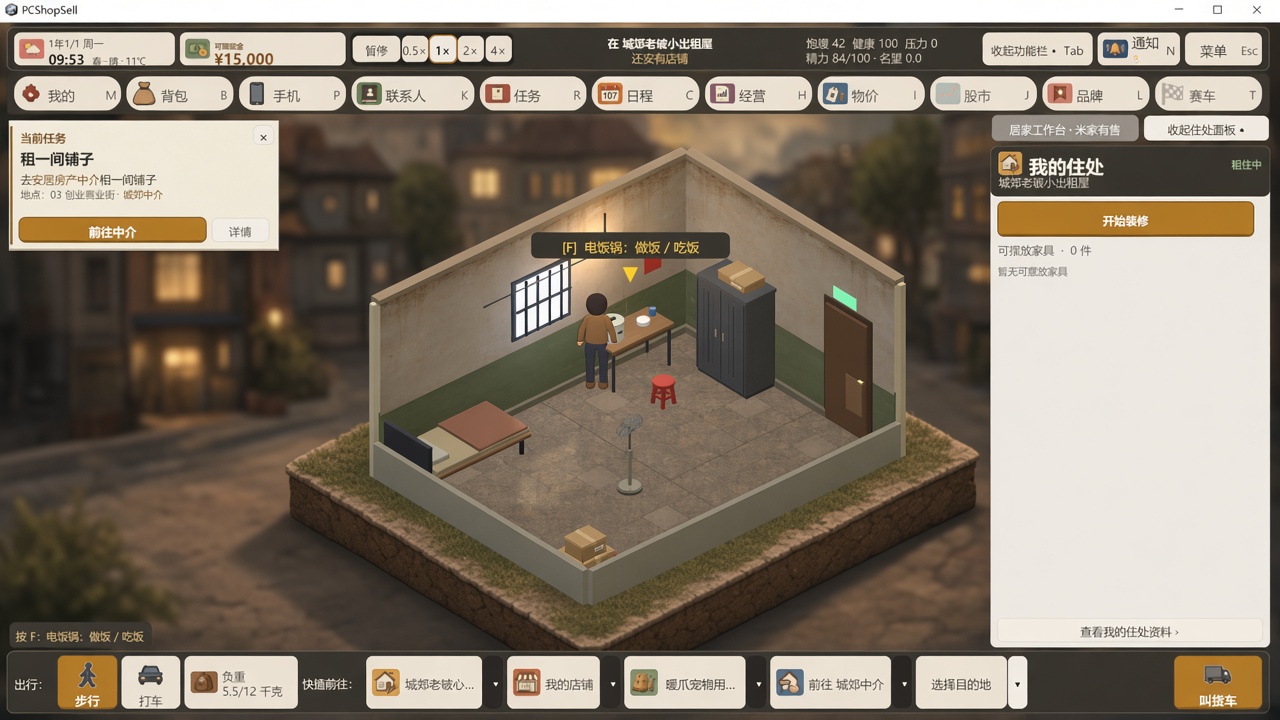 PCShopSell
1年1/1 周一
09:53 春·晴·11℃
可用现金
¥15,000
暂停 0.5× 1× 2× 4×
在 城郊老破小出租屋
还没有店铺
饱嗳 42 健康 100 压力 0
精力 84/100·名望 0.0
收起功能栏 • Tab
通知 N
菜单 Esc
我的 M
背包 B
手机 P
联系人 K
任务 R
日程 C
经营 H
物价 I
股市 J
品牌 L
赛车 T
当前任务
租一间铺子
去安居房产中介租一间铺子
地点：03 创业商业街·城郊中介
前往中介
详情
居家工作台·米家有售
收起住处面板
我的住处
租住中
城郊老破小出租屋
开始装修
可摆放家具 · 0 件
暂无可摆放家具
[F] 电饭锅：做饭 / 吃饭
查看我的住处资料 ›
按 F：电饭锅：做饭 / 吃饭
出行：
步行
打车
负重
5.5/12 千克
快捷前往：
城郊老破心...
我的店铺
暖爪宠物用...
前往 城郊中介
选择目的地
叫货车